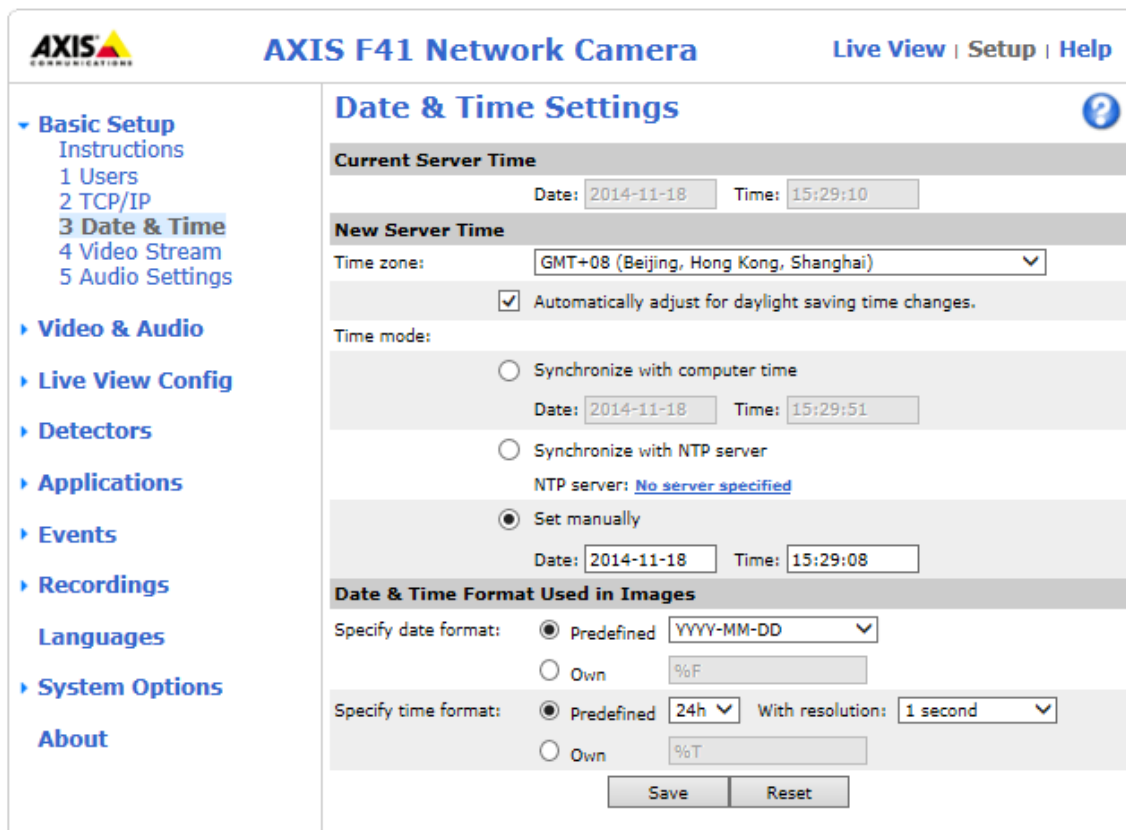 AXIS
COMMUNICATIONS
AXIS F41 Network Camera
Live View | Setup | Help
Basic Setup
Instructions
1 Users
2 TCP/IP
3 Date & Time
4 Video Stream
5 Audio Settings
Video & Audio
Live View Config
Detectors
Applications
Events
Recordings
Languages
System Options
About
Date & Time Settings
?
Current Server Time
Date: 2014-11-18 Time: 15:29:10
New Server Time
Time zone: GMT+08 (Beijing, Hong Kong, Shanghai)
Automatically adjust for daylight saving time changes.
Time mode:
Synchronize with computer time
Date: 2014-11-18 Time: 15:29:51
Synchronize with NTP server
NTP server: No server specified
Set manually
Date: 2014-11-18 Time: 15:29:08
Date & Time Format Used in Images
Specify date format: Predefined YYYY-MM-DD
Own %F
Specify time format: Predefined 24h With resolution: 1 second
Own %T
Save Reset